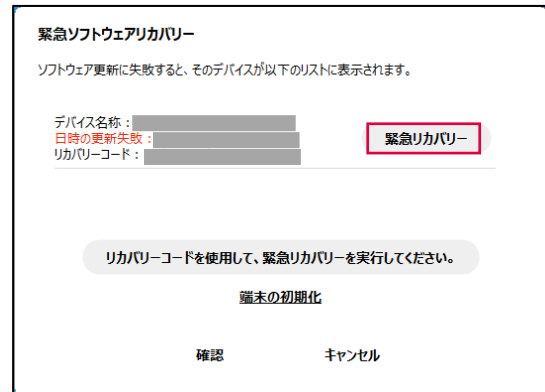 緊急ソフトウェアリカバリー
ソフトウェア更新に失敗すると、そのデバイスが以下のリストに表示されます。
デバイス名称：
日時の更新失敗：
リカバリーコード：
緊急リカバリー
リカバリーコードを使用して、緊急リカバリーを実行してください。
端末の初期化
確認 キャンセル